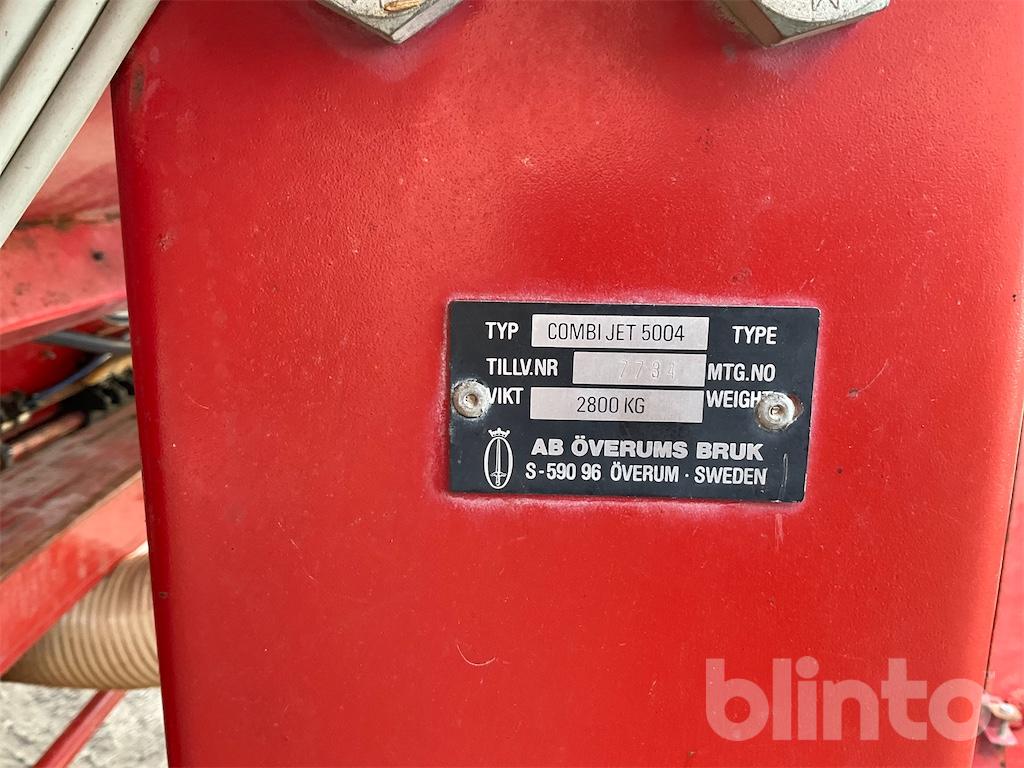 TYP COMBI JET 5004 TYPE
TILLV.NR 7734 MTG.NO
VIKT 2800 KG WEIGHT
AB ÖVERUMS BRUK
S-590 96 ÖVERUM · SWEDEN
blinto